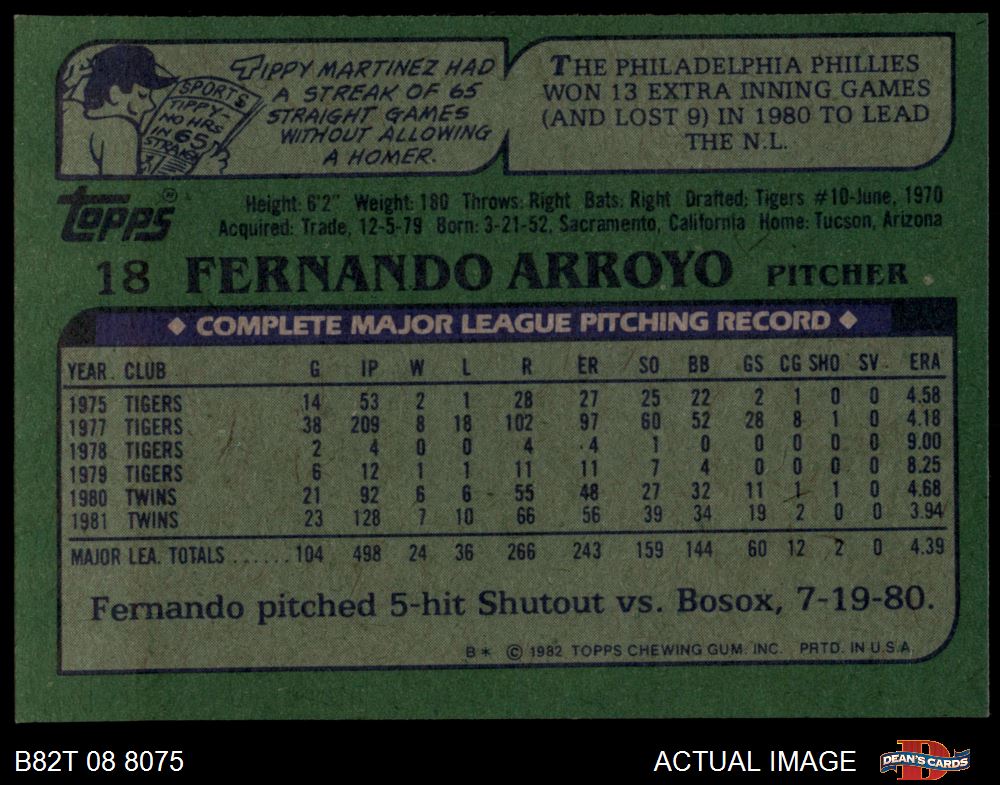 TIPPY MARTINEZ HAD
A STREAK OF 65
STRAIGHT GAMES
WITHOUT ALLOWING
A HOMER.
SPORTS
TIPPY-
NO HRS
IN 65
STRAIGHT
THE PHILADELPHIA PHILLIES
WON 13 EXTRA INNING GAMES
(AND LOST 9) IN 1980 TO LEAD
THE N.L.
TOPPS®
Height: 6'2" Weight: 180 Throws: Right Bats: Right Drafted: Tigers #10-June, 1970
Acquired: Trade, 12-5-79 Born: 3-21-52, Sacramento, California Home: Tucson, Arizona
18 FERNANDO ARROYO PITCHER
◆ COMPLETE MAJOR LEAGUE PITCHING RECORD ◆
YEAR CLUB G IP W L R ER SO BB GS CG SHO SV ERA
1975 TIGERS 14 53 2 1 28 27 25 22 2 1 0 0 4.58
1977 TIGERS 38 209 8 18 102 97 60 52 28 8 1 0 4.18
1978 TIGERS 2 4 0 0 4 4 1 0 0 0 0 0 9.00
1979 TIGERS 6 12 1 1 11 11 7 4 0 0 0 0 8.25
1980 TWINS 21 92 6 6 55 48 27 32 11 1 1 0 4.68
1981 TWINS 23 128 7 10 66 56 39 34 19 2 0 0 3.94
MAJOR LEA. TOTALS ...... 104 498 24 36 266 243 159 144 60 12 2 0 4.39
Fernando pitched 5-hit Shutout vs. Bosox, 7-19-80.
B* © 1982 TOPPS CHEWING GUM, INC. PRTD. IN U.S.A.
B82T 08 8075
ACTUAL IMAGE
DEAN'S CARDS